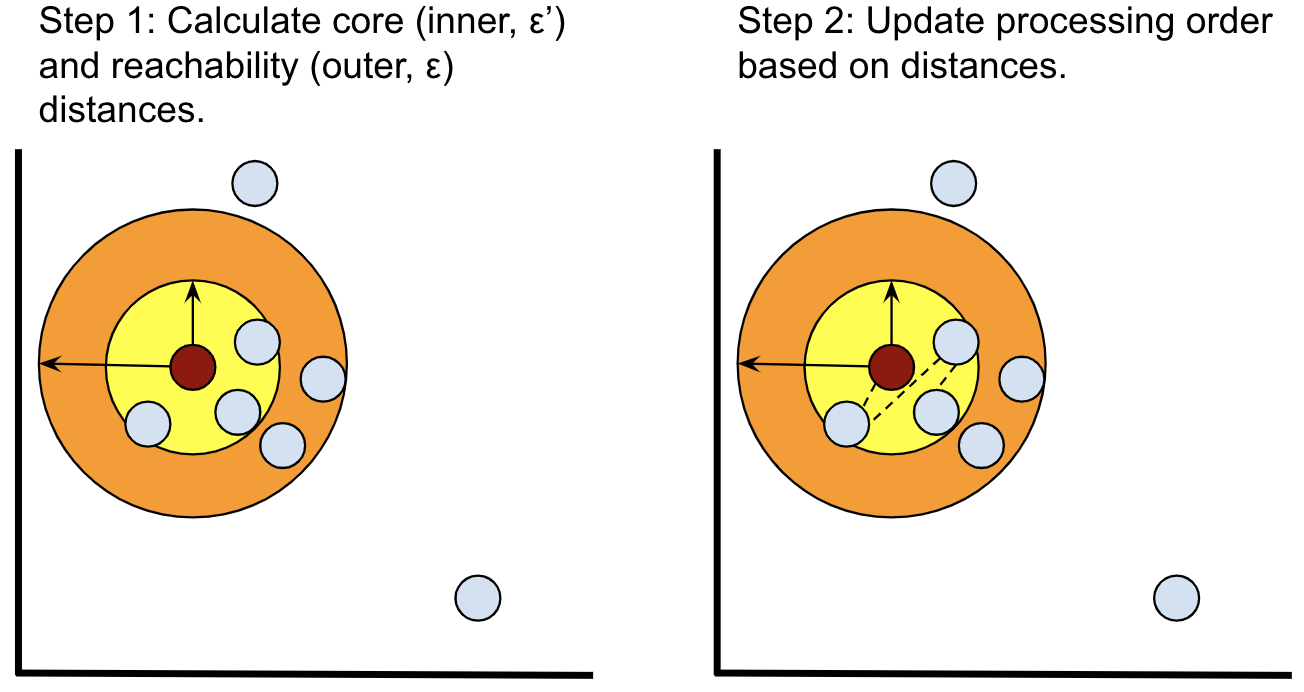 Step 1: Calculate core (inner, ε’)
and reachability (outer, ε)
distances.
Step 2: Update processing order
based on distances.